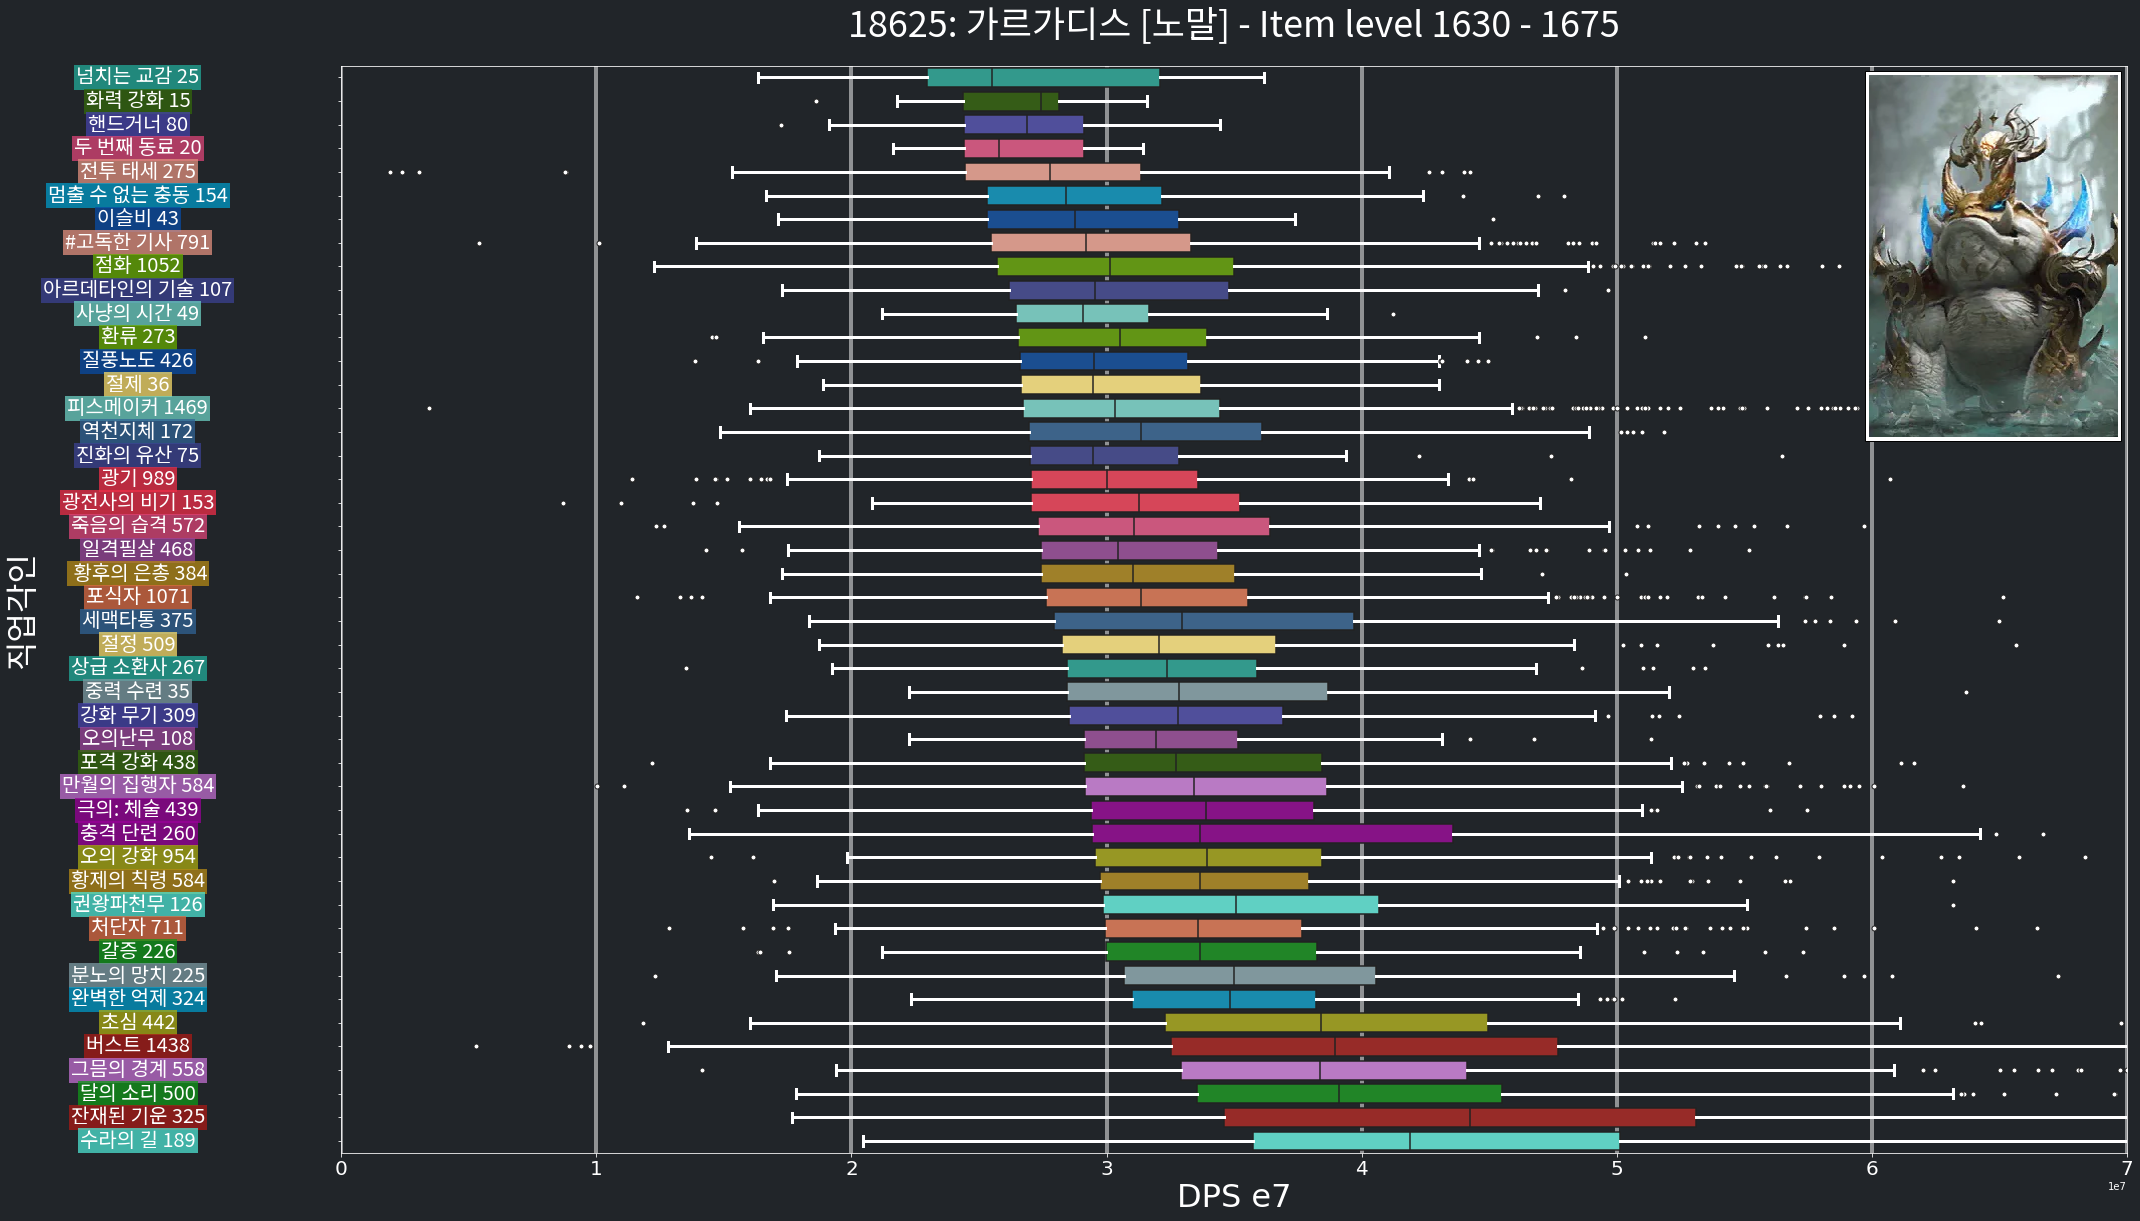 18625: 가르가디스 [노말] - Item level 1630 - 1675
넘치는 교감 25
화력 강화 15
핸드거너 80
두 번째 동료 20
전투 태세 275
멈출 수 없는 충동 154
이슬비 43
#고독한 기사 791
점화 1052
아르데타인의 기술 107
사냥의 시간 49
환류 273
질풍노도 426
절제 36
피스메이커 1469
역천지체 172
진화의 유산 75
광기 989
광전사의 비기 153
죽음의 습격 572
일격필살 468
황후의 은총 384
포식자 1071
세맥타통 375
절정 509
상급 소환사 267
중력 수련 35
강화 무기 309
오의난무 108
포격 강화 438
만월의 집행자 584
극의: 체술 439
충격 단련 260
오의 강화 954
황제의 칙령 584
권왕파천무 126
처단자 711
갈증 226
분노의 망치 225
완벽한 억제 324
초심 442
버스트 1438
그믐의 경계 558
달의 소리 500
잔재된 기운 325
수라의 길 189
직업각인
0 1 2 3 4 5 6 7
DPS e7
1e7